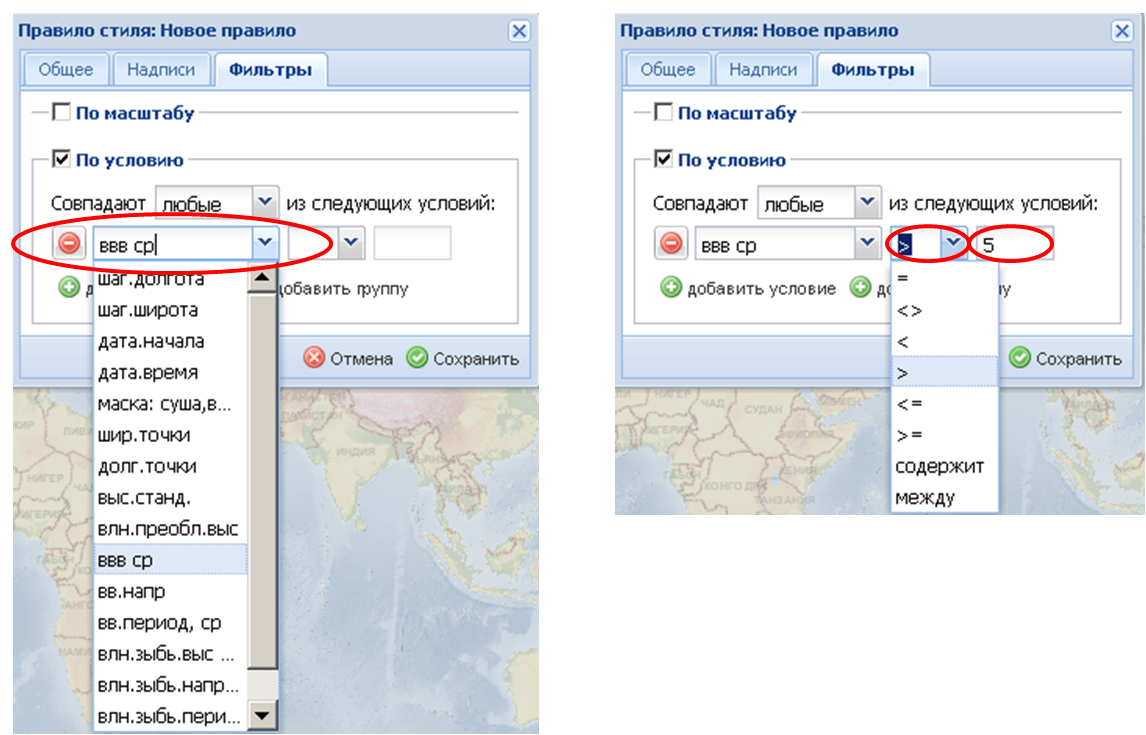 Правило стиля: Новое правило
Общее Надписи Фильтры
По масштабу
По условию
Совпадают любые из следующих условий:
ввв ср
добавить группу
шаг.долгота
шаг.широта
дата.начала
дата.время
маска: суша,в...
шир.точки
долг.точки
выс.станд.
влн.преобл.выс
ввв ср
вв.напр
вв.период, ср
влн.зыбь.выс ...
влн.зыбь.напр...
влн.зыбь.пери...
Отмена Сохранить
ИНДИЯ
Правило стиля: Новое правило
Общее Надписи Фильтры
По масштабу
По условию
Совпадают любые из следующих условий:
ввв ср > 5
добавить условие
=
<>
<
>
<=
>=
содержит
между
Сохранить
НИГЕР ЧАД СУДАН
КОНГО
ТАНЗАНИЯ